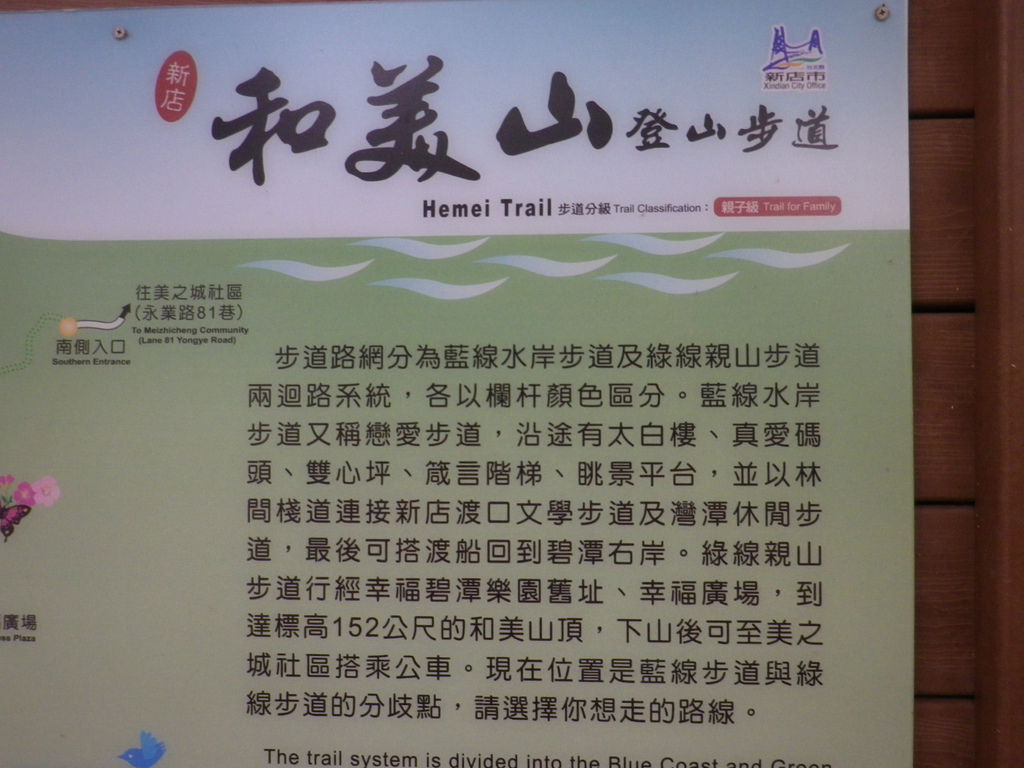 新店
和美山登山步道
台北縣
新店市
Xindian City Office
Hemei Trail 步道分級 Trail Classification： 親子級 Trail for Family
往美之城社區
(永業路81巷)
To Meizhicheng Community
(Lane 81 Yongye Road)
南側入口
Southern Entrance
步道路網分為藍線水岸步道及綠線親山步道
兩迴路系統，各以欄杆顏色區分。藍線水岸
步道又稱戀愛步道，沿途有太白樓、真愛碼
頭、雙心坪、箴言階梯、眺景平台，並以林
間棧道連接新店渡口文學步道及灣潭休閒步
道，最後可搭渡船回到碧潭右岸。綠線親山
步道行經幸福碧潭樂園舊址、幸福廣場，到
達標高152公尺的和美山頂，下山後可至美之
城社區搭乘公車。現在位置是藍線步道與綠
線步道的分歧點，請選擇你想走的路線。
廣場
ess Plaza
The trail system is divided into the Blue Coast and Green